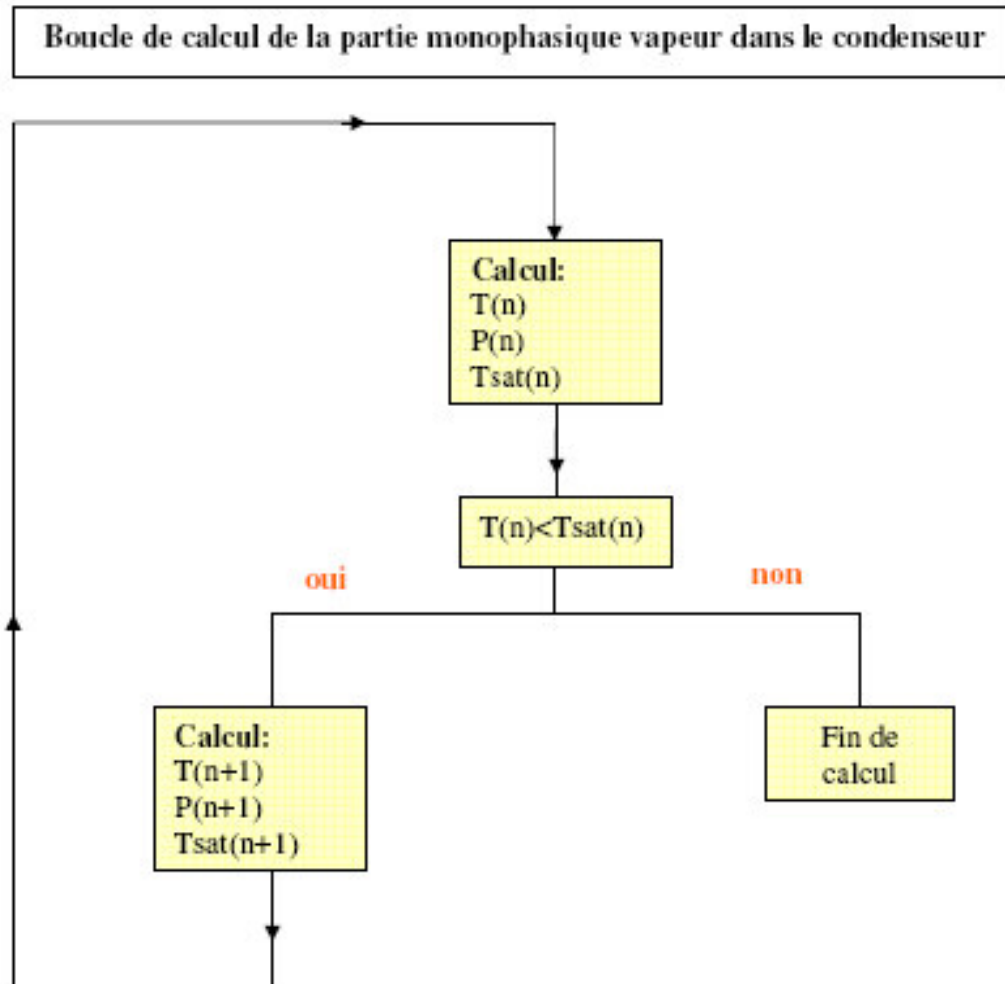 Boucle de calcul de la partie monophasique vapeur dans le condenseur
Calcul:
T(n)
P(n)
Tsat(n)
T(n)<Tsat(n)
oui
non
Calcul:
T(n+1)
P(n+1)
Tsat(n+1)
Fin de
calcul